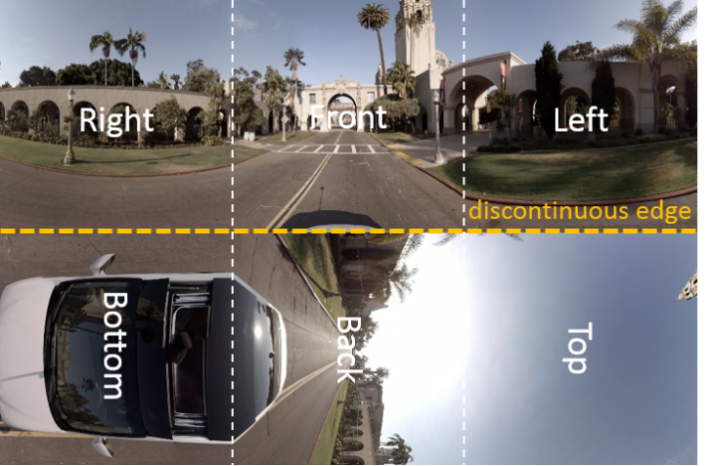 Right
Front
Left
discontinuous edge
Bottom
Back
Top